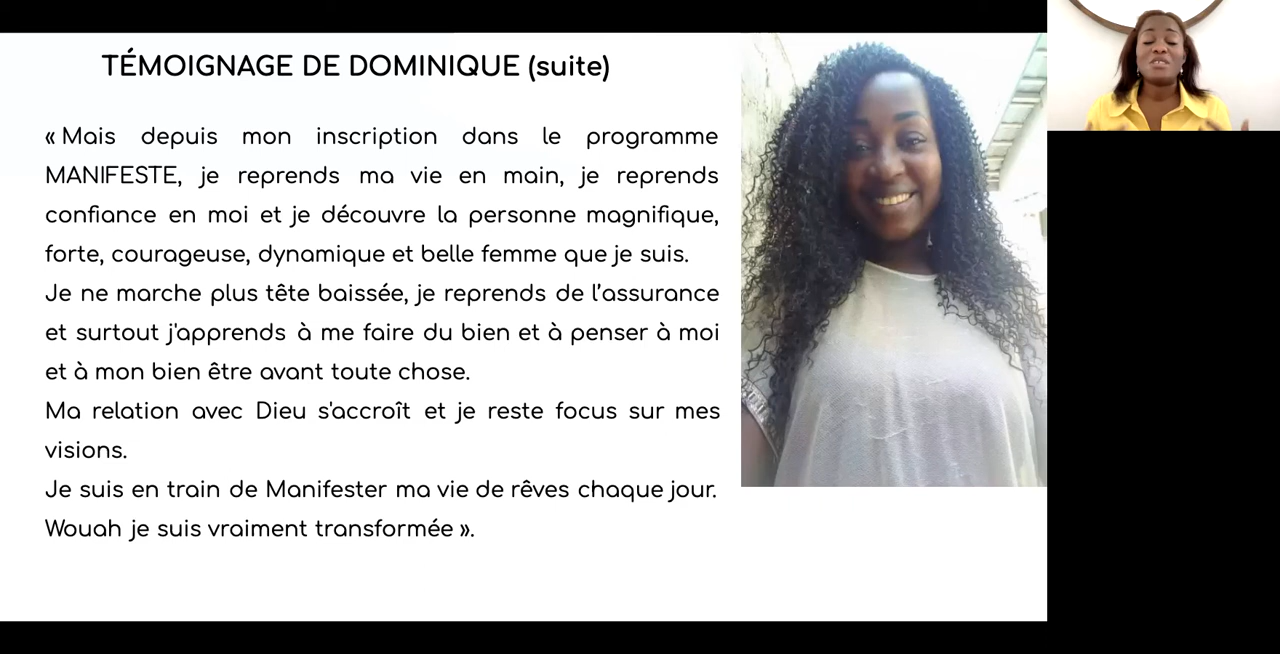 TÉMOIGNAGE DE DOMINIQUE (suite)
« Mais depuis mon inscription dans le programme
MANIFESTE, je reprends ma vie en main, je reprends
confiance en moi et je découvre la personne magnifique,
forte, courageuse, dynamique et belle femme que je suis.
Je ne marche plus tête baissée, je reprends de l’assurance
et surtout j'apprends à me faire du bien et à penser à moi
et à mon bien être avant toute chose.
Ma relation avec Dieu s'accroît et je reste focus sur mes
visions.
Je suis en train de Manifester ma vie de rêves chaque jour.
Wouah je suis vraiment transformée ».